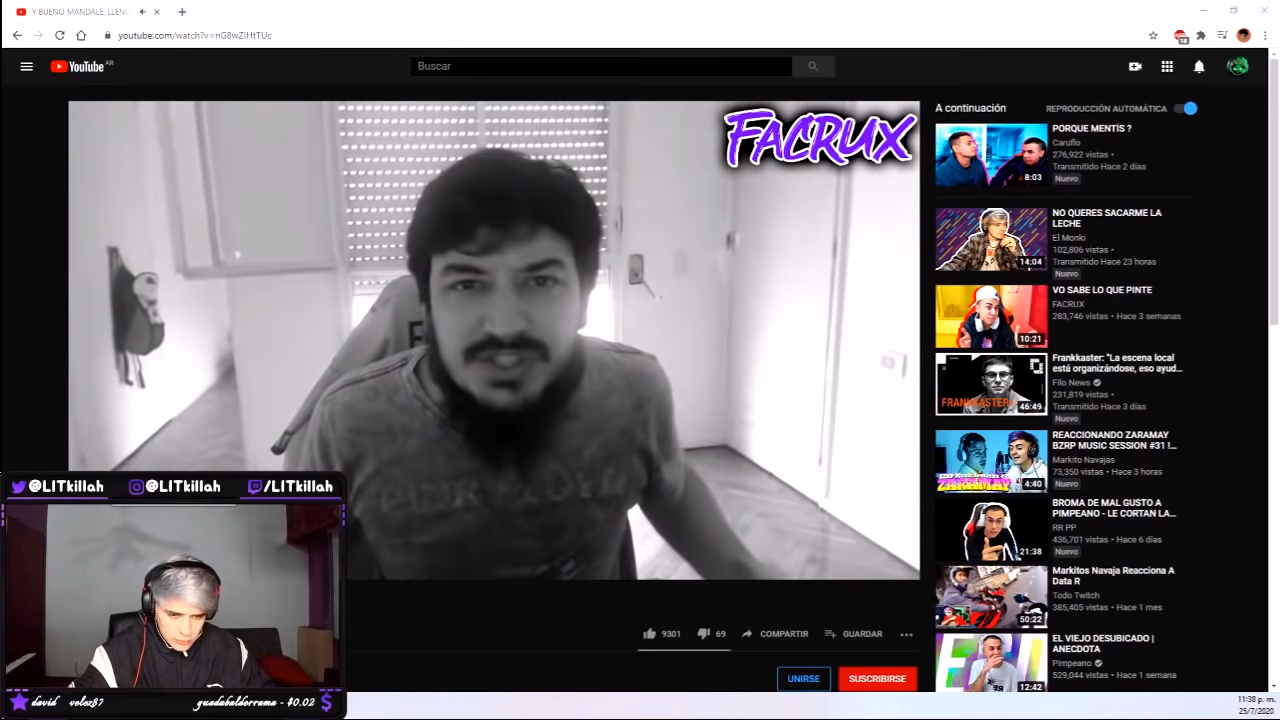 Y BUENO MANDALE, LLENC
youtube.com/watch?v=nG8wZIHtTUc
YouTube AR
Buscar
FACRUX
A continuación
REPRODUCCIÓN AUTOMÁTICA
PORQUE MENTÍS ?
Caruflo
276,922 vistas •
Transmitido Hace 2 días
Nuevo
8:03
NO QUERES SACARME LA
LECHE
El Monki
102,806 vistas •
Transmitido Hace 23 horas
Nuevo
14:04
VO SABE LO QUE PINTE
FACRUX
283,746 vistas • Hace 3 semanas
10:21
Frankkaster: "La escena local
está organizándose, eso ayud...
Filo News
231,819 vistas •
Transmitido Hace 3 días
Nuevo
FRANKKASTER
46:49
REACCIONANDO ZARAMAY
BZRP MUSIC SESSION #31 !...
Markito Navajas
73,350 vistas • Hace 3 horas
Nuevo
ZARAMAY
4:40
BROMA DE MAL GUSTO A
PIMPEANO - LE CORTAN LA...
RR PP
436,701 vistas • Hace 6 días
Nuevo
21:38
Markitos Navaja Reacciona A
Data R
Todo Twitch
385,405 vistas • Hace 1 mes
50:22
EL VIEJO DESUBICADO |
ANECDOTA
Pimpeano
529,044 vistas • Hace 1 semana
12:42
@LITkillah
@LITkillah
/LITkillah
9301
69
COMPARTIR
GUARDAR
UNIRSE
SUSCRIBIRSE
david velez87
guadabalderrama - $0.02
11:38 p. m.
25/7/2020